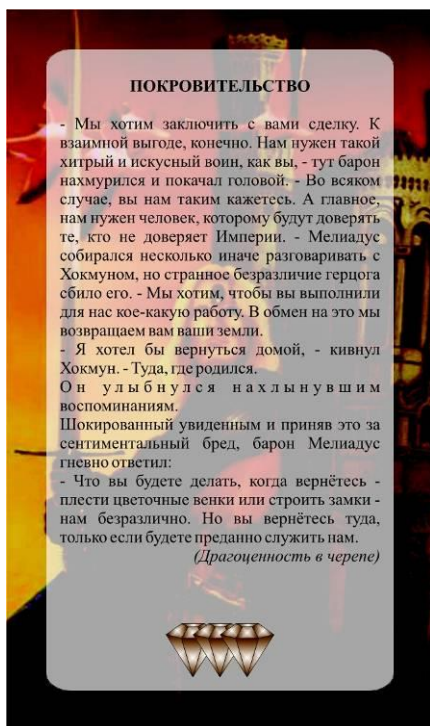 ПОКРОВИТЕЛЬСТВО
- Мы хотим заключить с вами сделку. К
взаимной выгоде, конечно. Нам нужен такой
хитрый и искусный воин, как вы, - тут барон
нахмурился и покачал головой. - Во всяком
случае, вы нам таким кажетесь. А главное,
нам нужен человек, которому будут доверять
те, кто не доверяет Империи. - Мелиадус
собирался несколько иначе разговаривать с
Хокмуном, но странное безразличие герцога
сбило его. - Мы хотим, чтобы вы выполнили
для нас кое-какую работу. В обмен на это мы
возвращаем вам ваши земли.
- Я хотел бы вернуться домой, - кивнул
Хокмун. - Туда, где родился.
Он улыбнулся нахлынувшим
воспоминаниям.
Шокированный увиденным и приняв это за
сентиментальный бред, барон Мелиадус
гневно ответил:
- Что вы будете делать, когда вернётесь -
плести цветочные венки или строить замки -
нам безразлично. Но вы вернётесь туда,
только если будете преданно служить нам.
(Драгоценность в черепе)